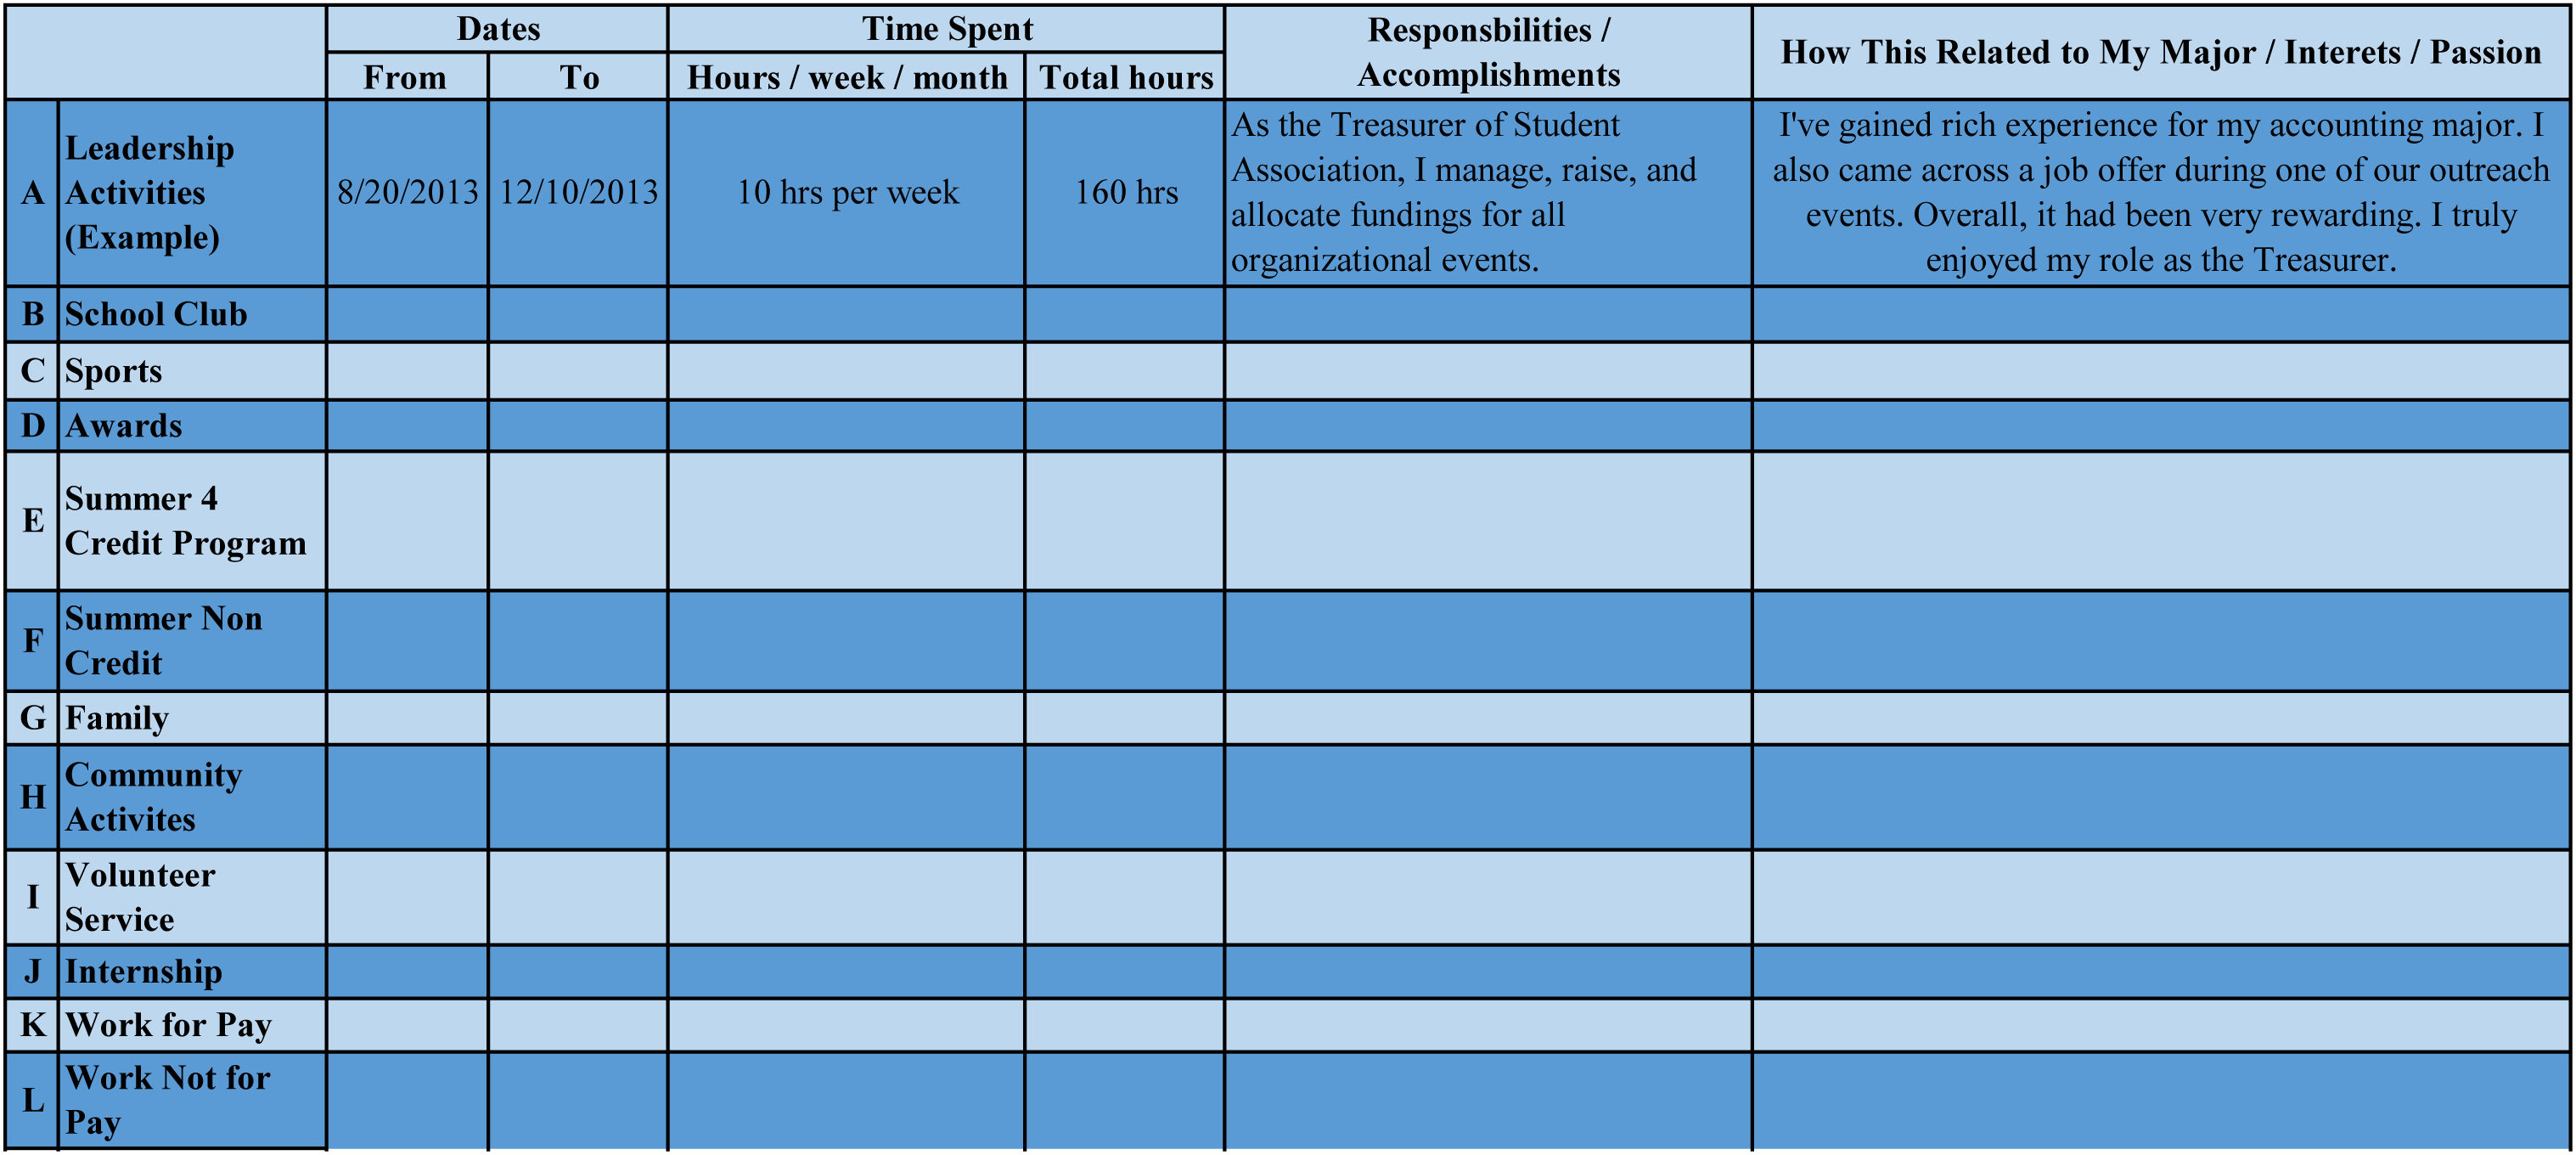 Dates
Time Spent
Responsbilities /
Accomplishments
How This Related to My Major / Interets / Passion
From
To
Hours / week / month
Total hours
A
Leadership
Activities
(Example)
8/20/2013
12/10/2013
10 hrs per week
160 hrs
As the Treasurer of Student
Association, I manage, raise, and
allocate fundings for all
organizational events.
I've gained rich experience for my accounting major. I
also came across a job offer during one of our outreach
events. Overall, it had been very rewarding. I truly
enjoyed my role as the Treasurer.
B
School Club
C
Sports
D
Awards
E
Summer 4
Credit Program
F
Summer Non
Credit
G
Family
H
Community
Activites
I
Volunteer
Service
J
Internship
K
Work for Pay
L
Work Not for
Pay